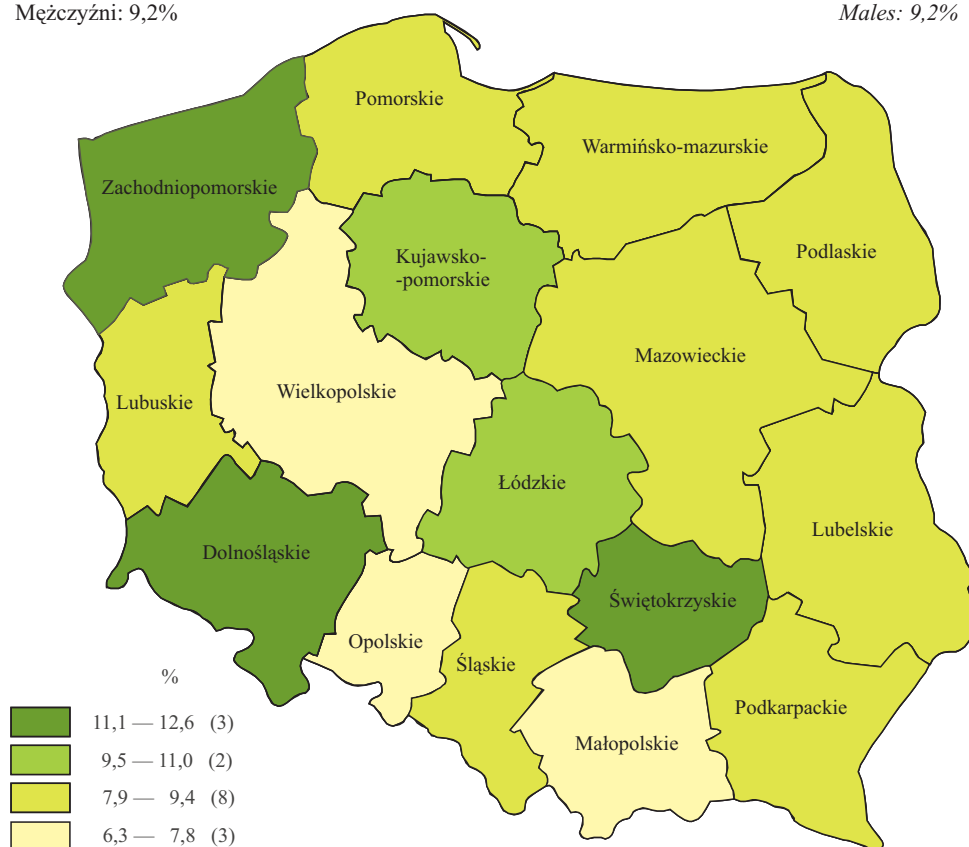 Mężczyźni: 9,2%
Males: 9,2%
Pomorskie
Warmińsko-mazurskie
Zachodniopomorskie
Podlaskie
Kujawsko-
-pomorskie
Mazowieckie
Wielkopolskie
Lubuskie
Łódzkie
Lubelskie
Dolnośląskie
Świętokrzyskie
Opolskie
Śląskie
Podkarpackie
Małopolskie
%
11,1 — 12,6 (3)
9,5 — 11,0 (2)
7,9 — 9,4 (8)
6,3 — 7,8 (3)